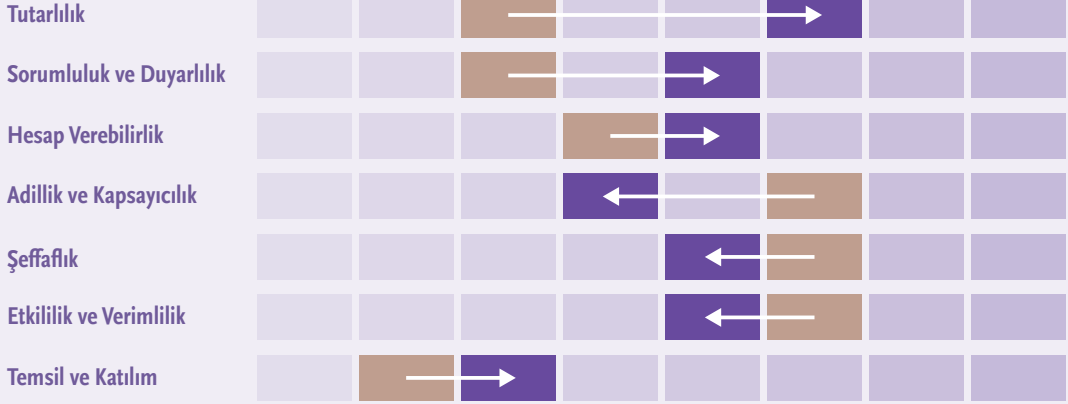 Tutarlılık
Sorumluluk ve Duyarlılık
Hesap Verebilirlik
Adillik ve Kapsayıcılık
Şeffaflık
Etkililik ve Verimlilik
Temsil ve Katılım